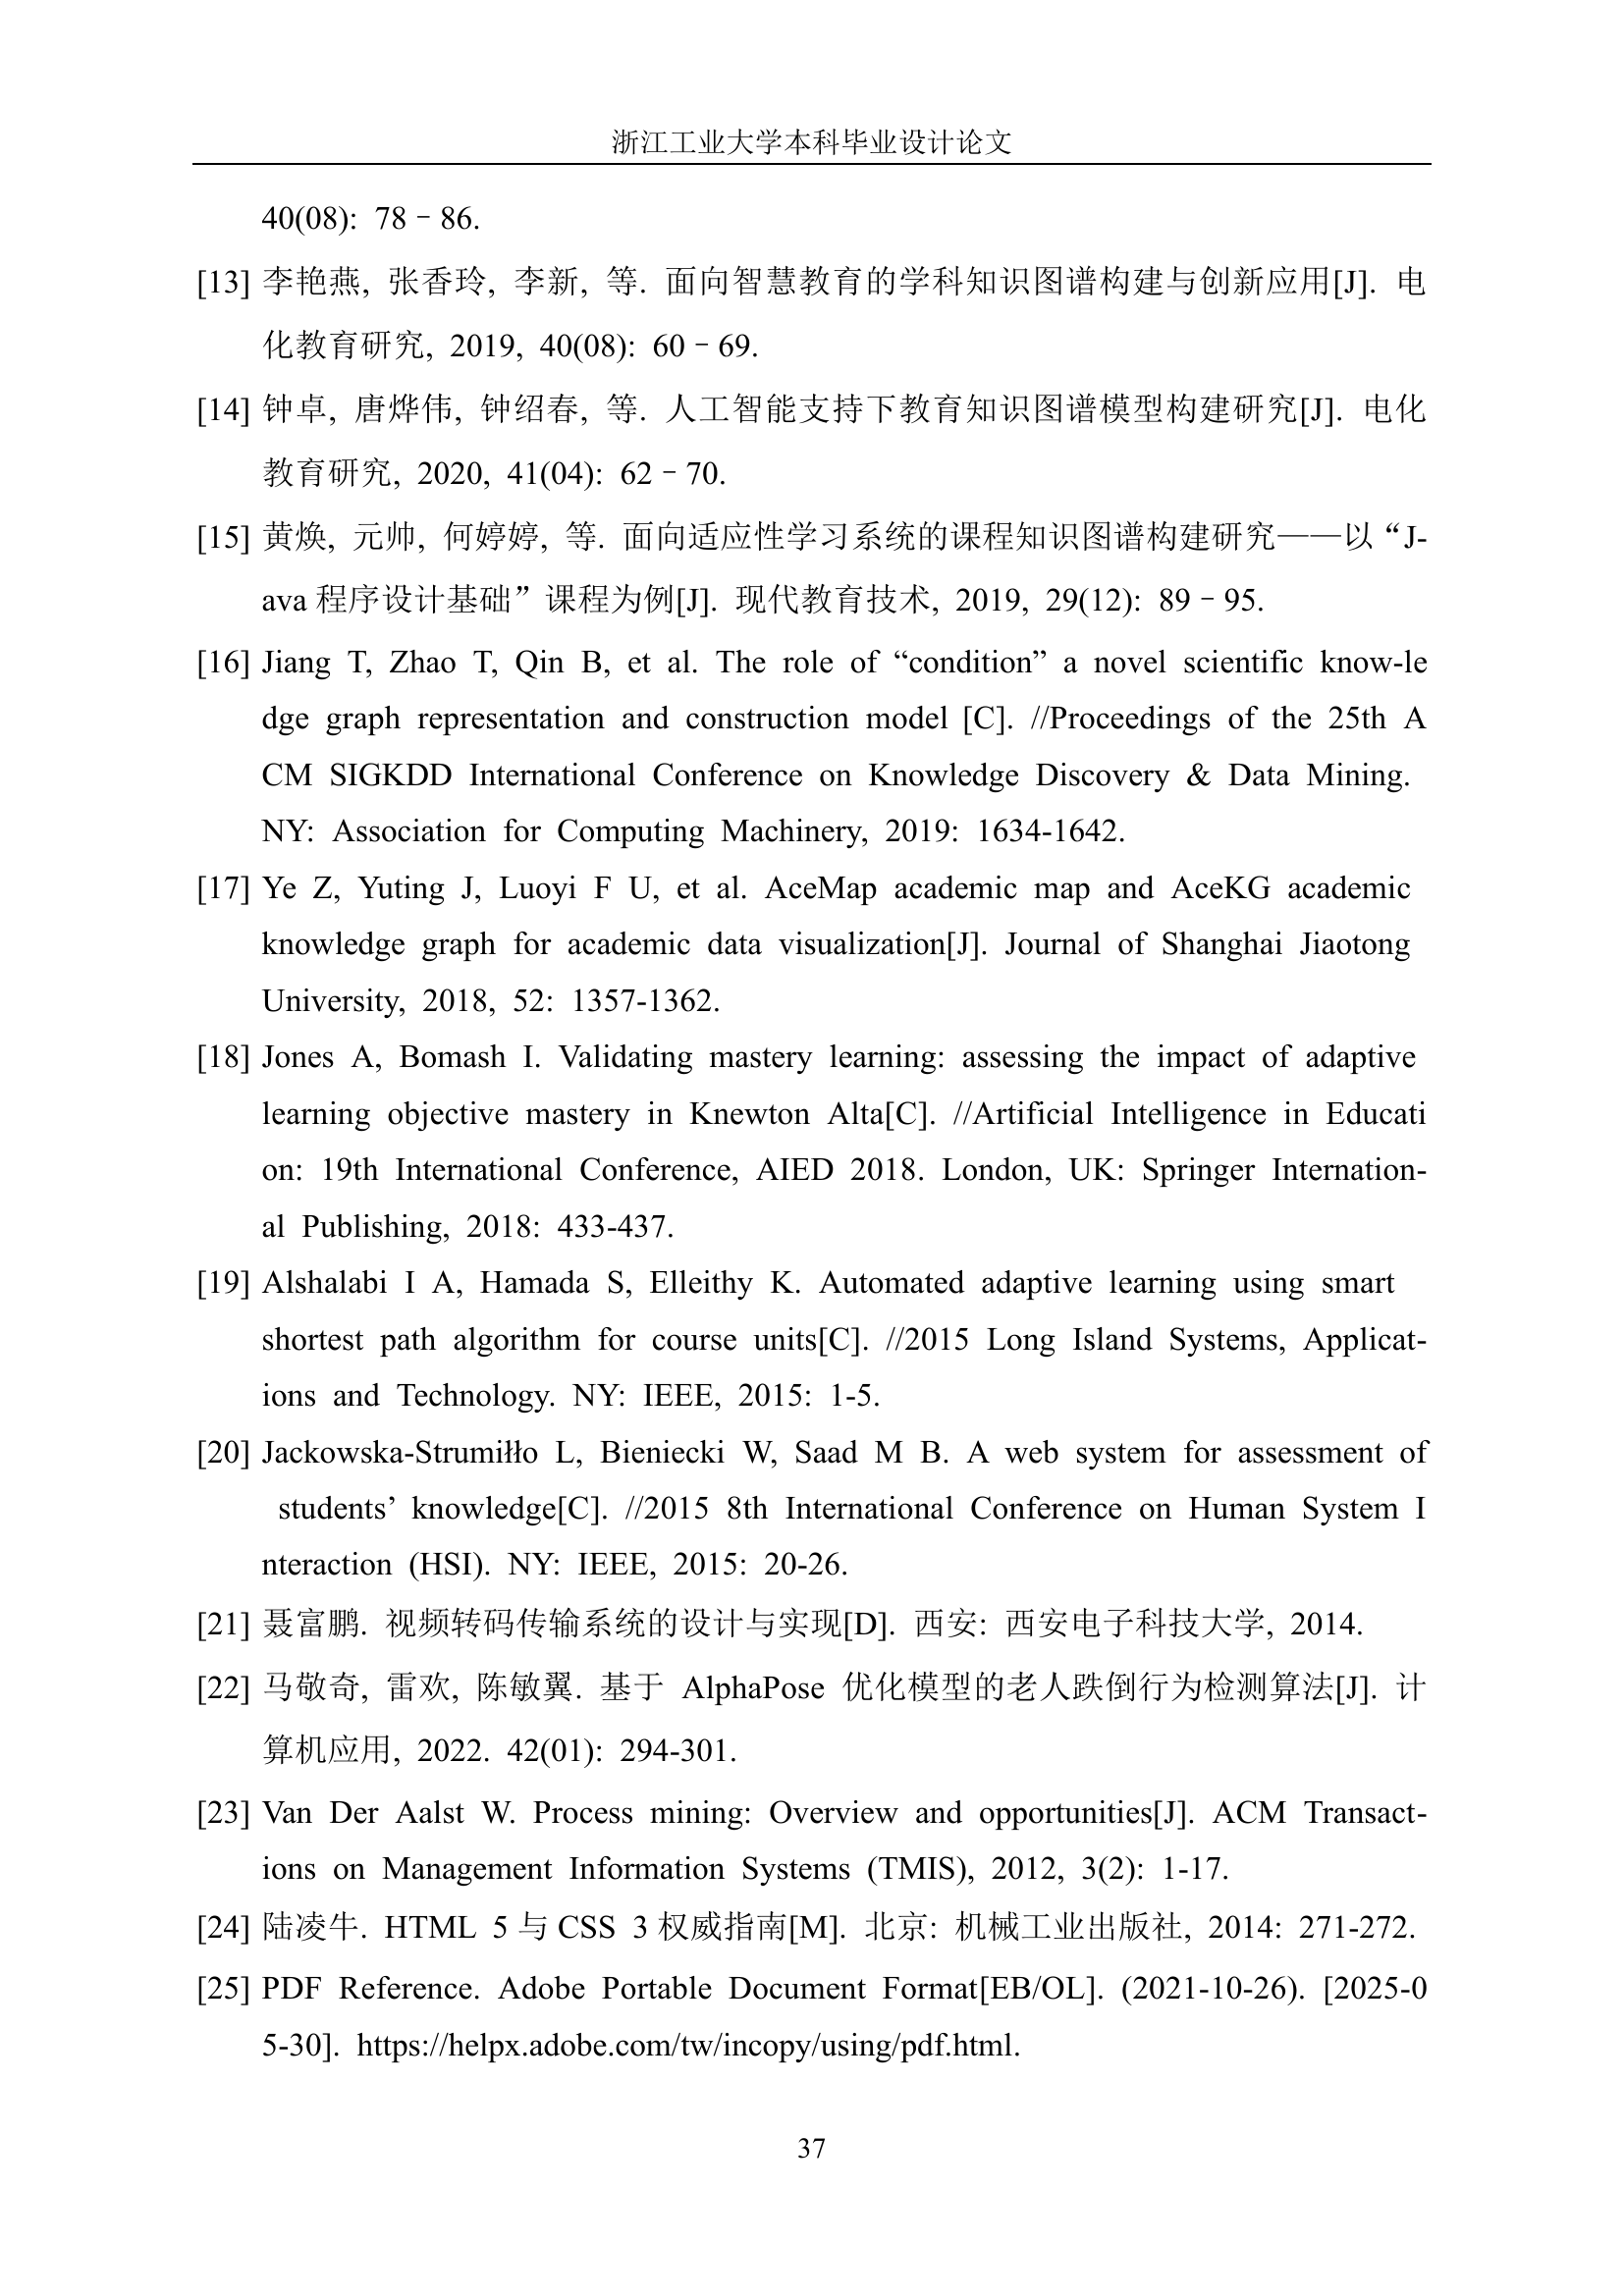 浙江工业大学本科毕业设计论文
40(08): 78–86.
[13] 李艳燕, 张香玲, 李新, 等. 面向智慧教育的学科知识图谱构建与创新应用[J]. 电
化教育研究, 2019, 40(08): 60–69.
[14] 钟卓, 唐烨伟, 钟绍春, 等. 人工智能支持下教育知识图谱模型构建研究[J]. 电化
教育研究, 2020, 41(04): 62–70.
[15] 黄焕, 元帅, 何婷婷, 等. 面向适应性学习系统的课程知识图谱构建研究——以“J-
ava 程序设计基础”课程为例[J]. 现代教育技术, 2019, 29(12): 89–95.
[16] Jiang T, Zhao T, Qin B, et al. The role of “condition” a novel scientific know-le
dge graph representation and construction model [C]. //Proceedings of the 25th A
CM SIGKDD International Conference on Knowledge Discovery & Data Mining.
NY: Association for Computing Machinery, 2019: 1634-1642.
[17] Ye Z, Yuting J, Luoyi F U, et al. AceMap academic map and AceKG academic
knowledge graph for academic data visualization[J]. Journal of Shanghai Jiaotong
University, 2018, 52: 1357-1362.
[18] Jones A, Bomash I. Validating mastery learning: assessing the impact of adaptive
learning objective mastery in Knewton Alta[C]. //Artificial Intelligence in Educati
on: 19th International Conference, AIED 2018. London, UK: Springer Internation-
al Publishing, 2018: 433-437.
[19] Alshalabi I A, Hamada S, Elleithy K. Automated adaptive learning using smart
shortest path algorithm for course units[C]. //2015 Long Island Systems, Applicat-
ions and Technology. NY: IEEE, 2015: 1-5.
[20] Jackowska-Strumiłło L, Bieniecki W, Saad M B. A web system for assessment of
students’ knowledge[C]. //2015 8th International Conference on Human System I
nteraction (HSI). NY: IEEE, 2015: 20-26.
[21] 聂富鹏. 视频转码传输系统的设计与实现[D]. 西安: 西安电子科技大学, 2014.
[22] 马敬奇, 雷欢, 陈敏翼. 基于 AlphaPose 优化模型的老人跌倒行为检测算法[J]. 计
算机应用, 2022. 42(01): 294-301.
[23] Van Der Aalst W. Process mining: Overview and opportunities[J]. ACM Transact-
ions on Management Information Systems (TMIS), 2012, 3(2): 1-17.
[24] 陆凌牛. HTML 5 与 CSS 3 权威指南[M]. 北京: 机械工业出版社, 2014: 271-272.
[25] PDF Reference. Adobe Portable Document Format[EB/OL]. (2021-10-26). [2025-0
5-30]. https://helpx.adobe.com/tw/incopy/using/pdf.html.
37